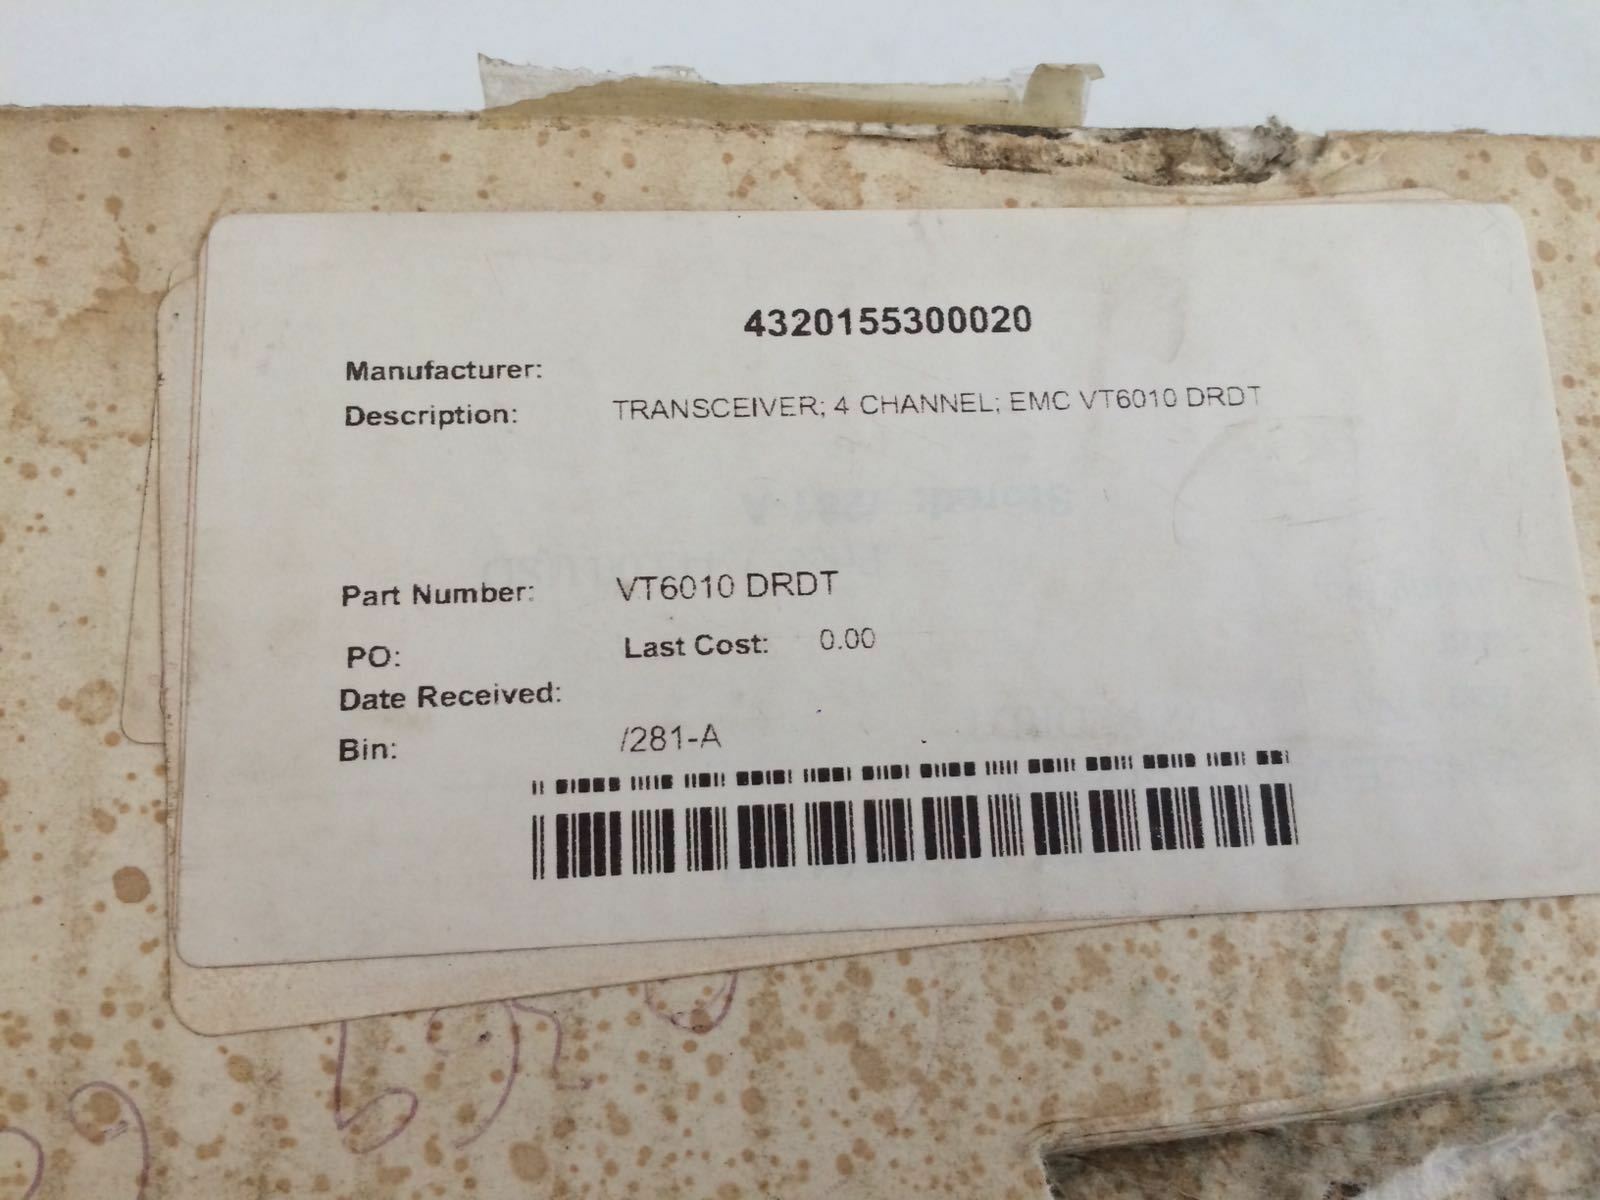 4320155300020
Manufacturer:
Description: TRANSCEIVER; 4 CHANNEL; EMC VT6010 DRDT
Part Number: VT6010 DRDT
PO: Last Cost: 0.00
Date Received:
Bin: /281-A